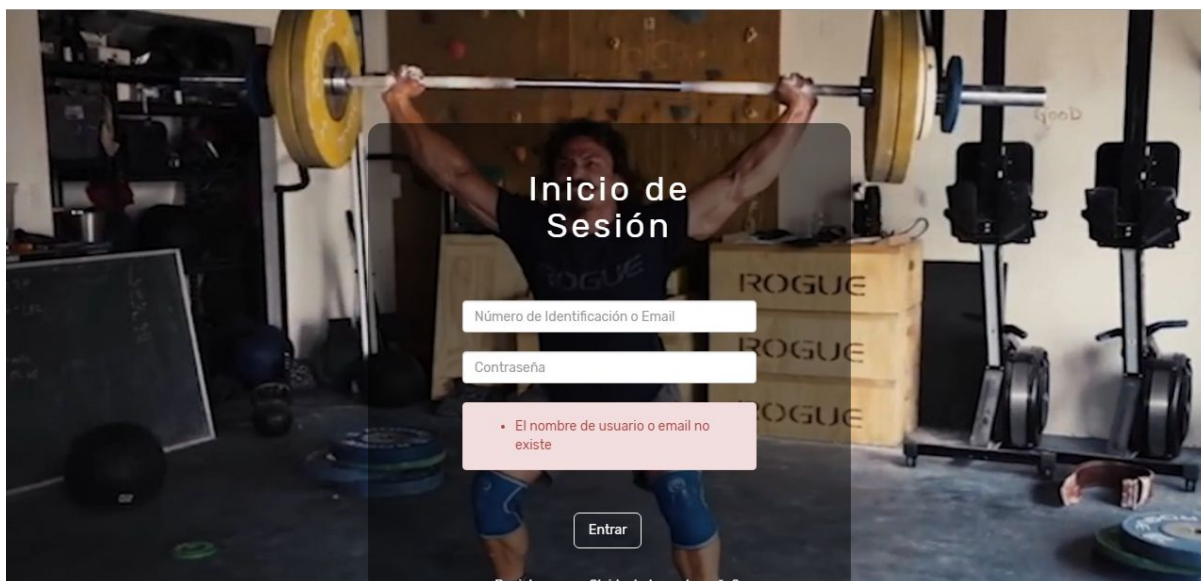 GOOD
Inicio de
Sesión
ROGUE
ROGUE
Número de Identificación o Email
ROGUE
Contraseña
El nombre de usuario o email no
existe
ROGUE
Entrar